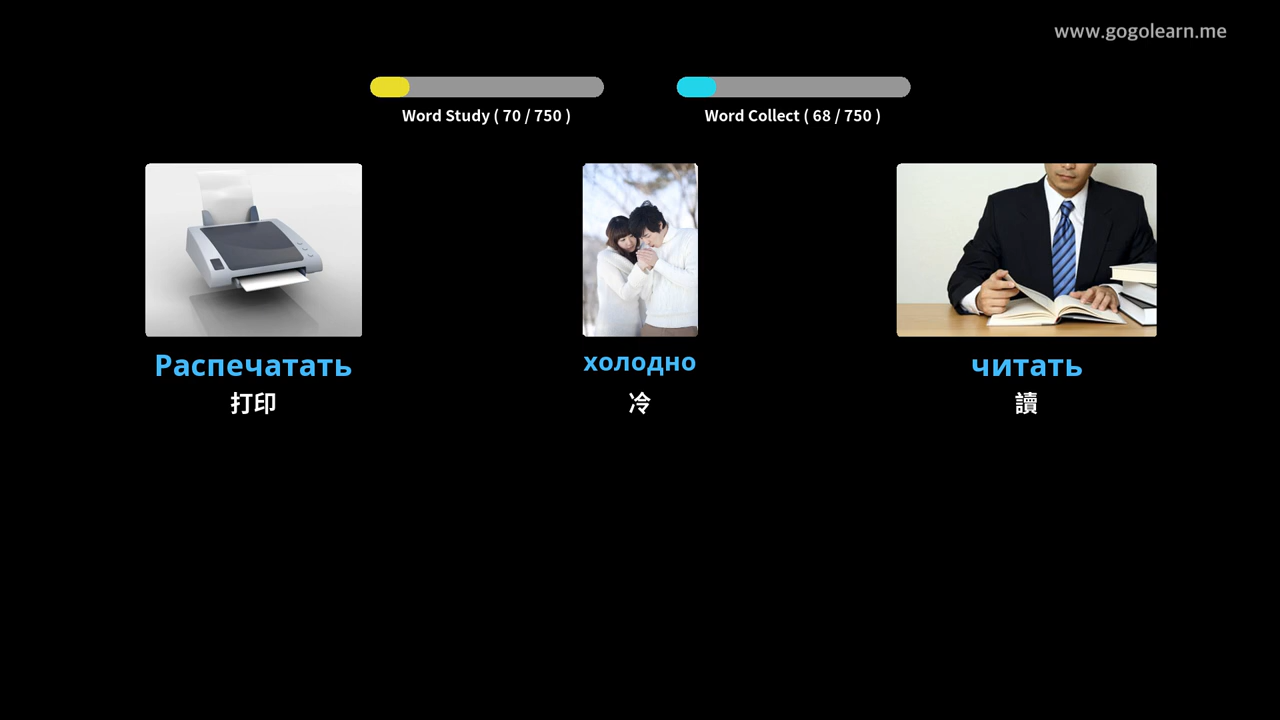 www.gogolearn.me
Word Study ( 70 / 750 )
Word Collect ( 68 / 750 )
Распечатать
打印
холодно
冷
читать
讀